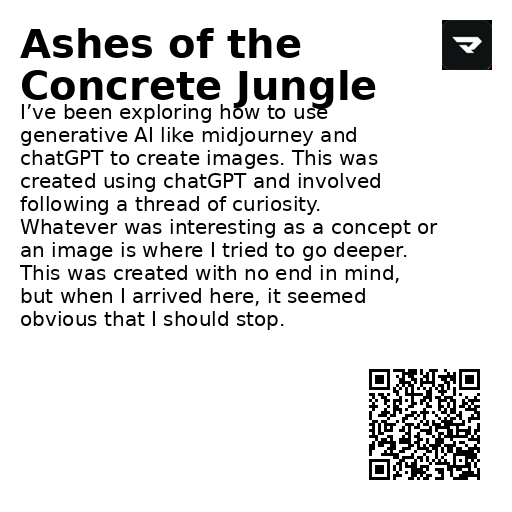 Ashes of the
Concrete Jungle
I’ve been exploring how to use
generative AI like midjourney and
chatGPT to create images. This was
created using chatGPT and involved
following a thread of curiosity.
Whatever was interesting as a concept or
an image is where I tried to go deeper.
This was created with no end in mind,
but when I arrived here, it seemed
obvious that I should stop.